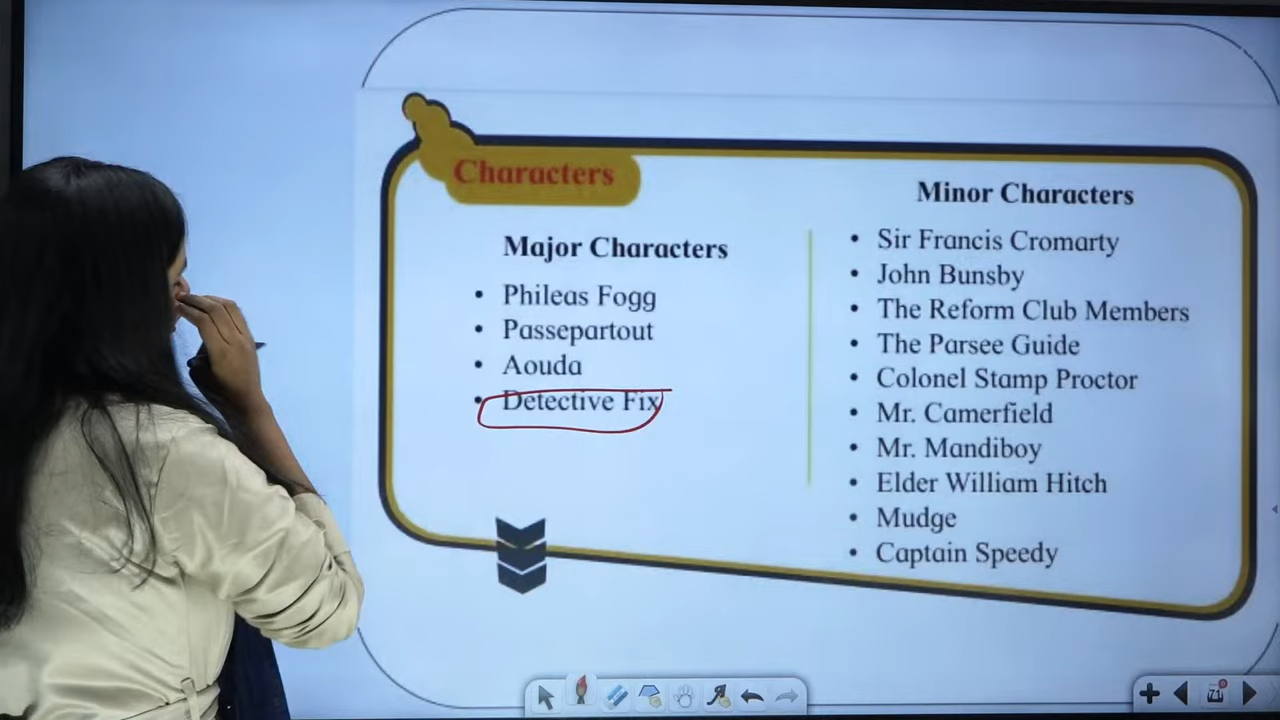 Characters
Major Characters
• Phileas Fogg
• Passepartout
• Aouda
• Detective Fix
Minor Characters
• Sir Francis Cromarty
• John Bunsby
• The Reform Club Members
• The Parsee Guide
• Colonel Stamp Proctor
• Mr. Camerfield
• Mr. Mandiboy
• Elder William Hitch
• Mudge
• Captain Speedy
71